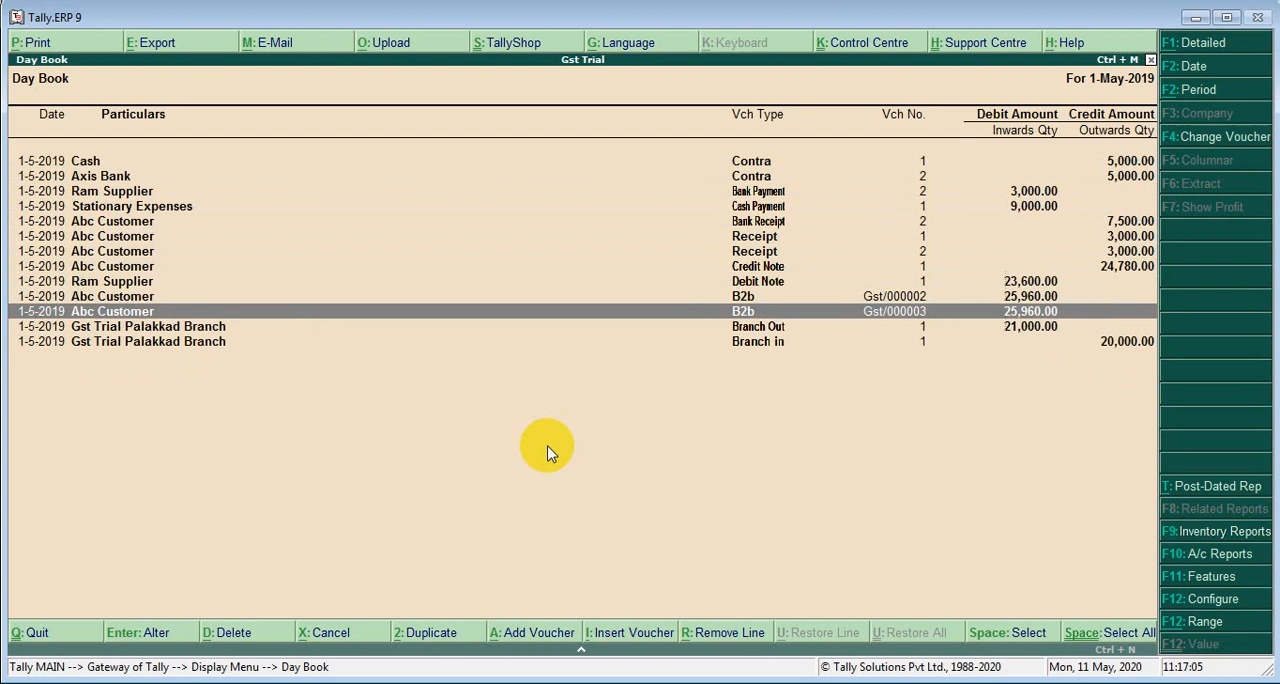 Tally.ERP 9
P: Print E: Export M: E-Mail O: Upload S: TallyShop G: Language K: Keyboard K: Control Centre H: Support Centre H: Help
Day Book Gst Trial Ctrl + M
Day Book For 1-May-2019
Date Particulars Vch Type Vch No. Debit Amount Credit Amount
Inwards Qty Outwards Qty
1-5-2019 Cash Contra 1 5,000.00
1-5-2019 Axis Bank Contra 2 5,000.00
1-5-2019 Ram Supplier Bank Payment 2 3,000.00
1-5-2019 Stationary Expenses Cash Payment 1 9,000.00
1-5-2019 Abc Customer Bank Receipt 2 7,500.00
1-5-2019 Abc Customer Receipt 1 3,000.00
1-5-2019 Abc Customer Receipt 2 3,000.00
1-5-2019 Abc Customer Credit Note 1 24,780.00
1-5-2019 Ram Supplier Debit Note 1 23,600.00
1-5-2019 Abc Customer B2b Gst/000002 25,960.00
1-5-2019 Abc Customer B2b Gst/000003 25,960.00
1-5-2019 Gst Trial Palakkad Branch Branch Out 1 21,000.00
1-5-2019 Gst Trial Palakkad Branch Branch in 1 20,000.00
F1: Detailed
F2: Date
F2: Period
F3: Company
F4: Change Voucher
F5: Columnar
F6: Extract
F7: Show Profit
T: Post-Dated Rep
F8: Related Reports
F9: Inventory Reports
F10: A/c Reports
F11: Features
F12: Configure
F12: Range
F12: Value
Q: Quit Enter: Alter D: Delete X: Cancel 2: Duplicate A: Add Voucher I: Insert Voucher R: Remove Line U: Restore Line U: Restore All Space: Select Space: Select All
Ctrl + N
Tally MAIN --> Gateway of Tally --> Display Menu --> Day Book © Tally Solutions Pvt Ltd., 1988-2020 Mon, 11 May, 2020 11:17:05